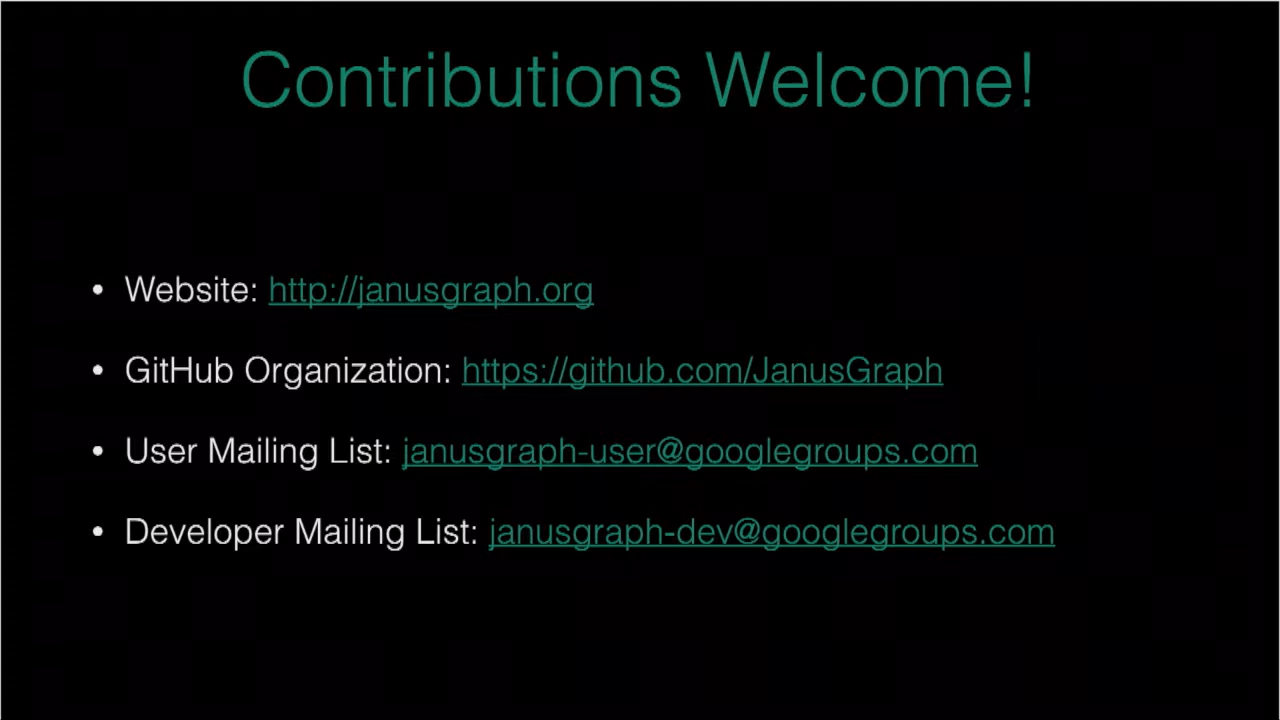 Contributions Welcome!
• Website: http://janusgraph.org
• GitHub Organization: https://github.com/JanusGraph
• User Mailing List: janusgraph-user@googlegroups.com
• Developer Mailing List: janusgraph-dev@googlegroups.com